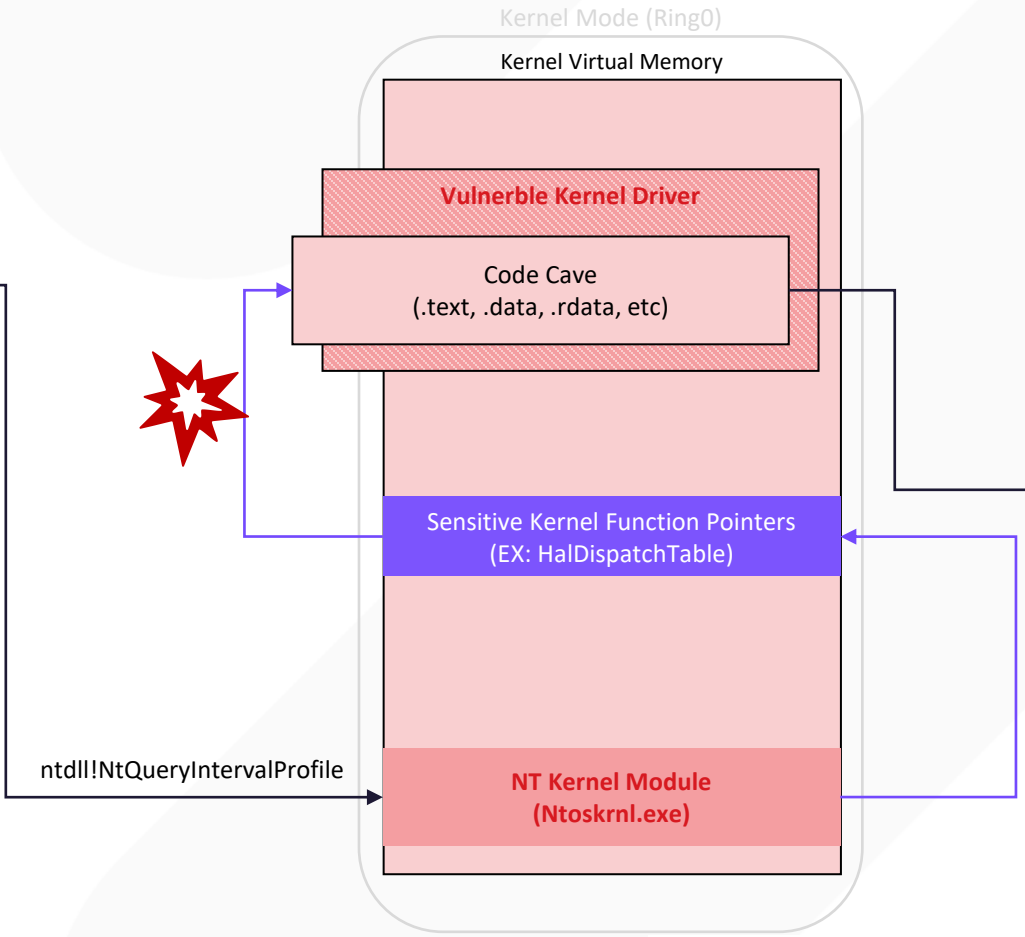 Kernel Mode (Ring0)
Kernel Virtual Memory
Vulnerble Kernel Driver
Code Cave
(.text, .data, .rdata, etc)
Sensitive Kernel Function Pointers
(EX: HalDispatchTable)
ntdll!NtQueryIntervalProfile
NT Kernel Module
(Ntoskrnl.exe)